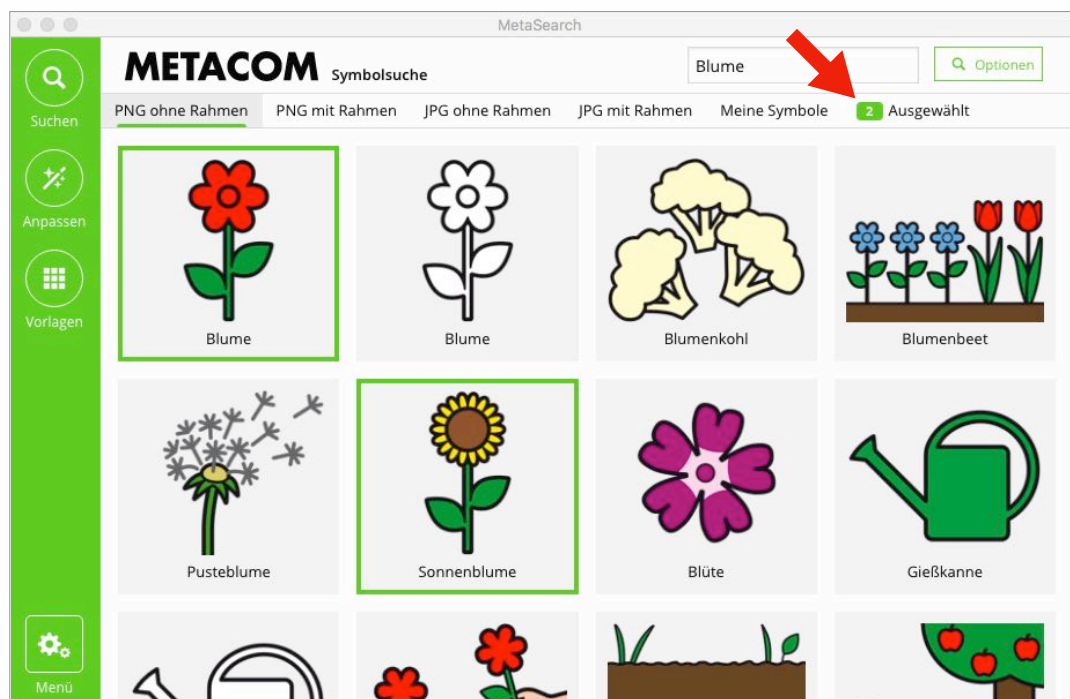 MetaSearch
METACOM Symbolsuche
Blume
Optionen
Suchen
PNG ohne Rahmen
PNG mit Rahmen
JPG ohne Rahmen
JPG mit Rahmen
Meine Symbole
2 Ausgewählt
Anpassen
Vorlagen
Blume
Blume
Blumenkohl
Blumenbeet
Pusteblume
Sonnenblume
Blüte
Gießkanne
Menü